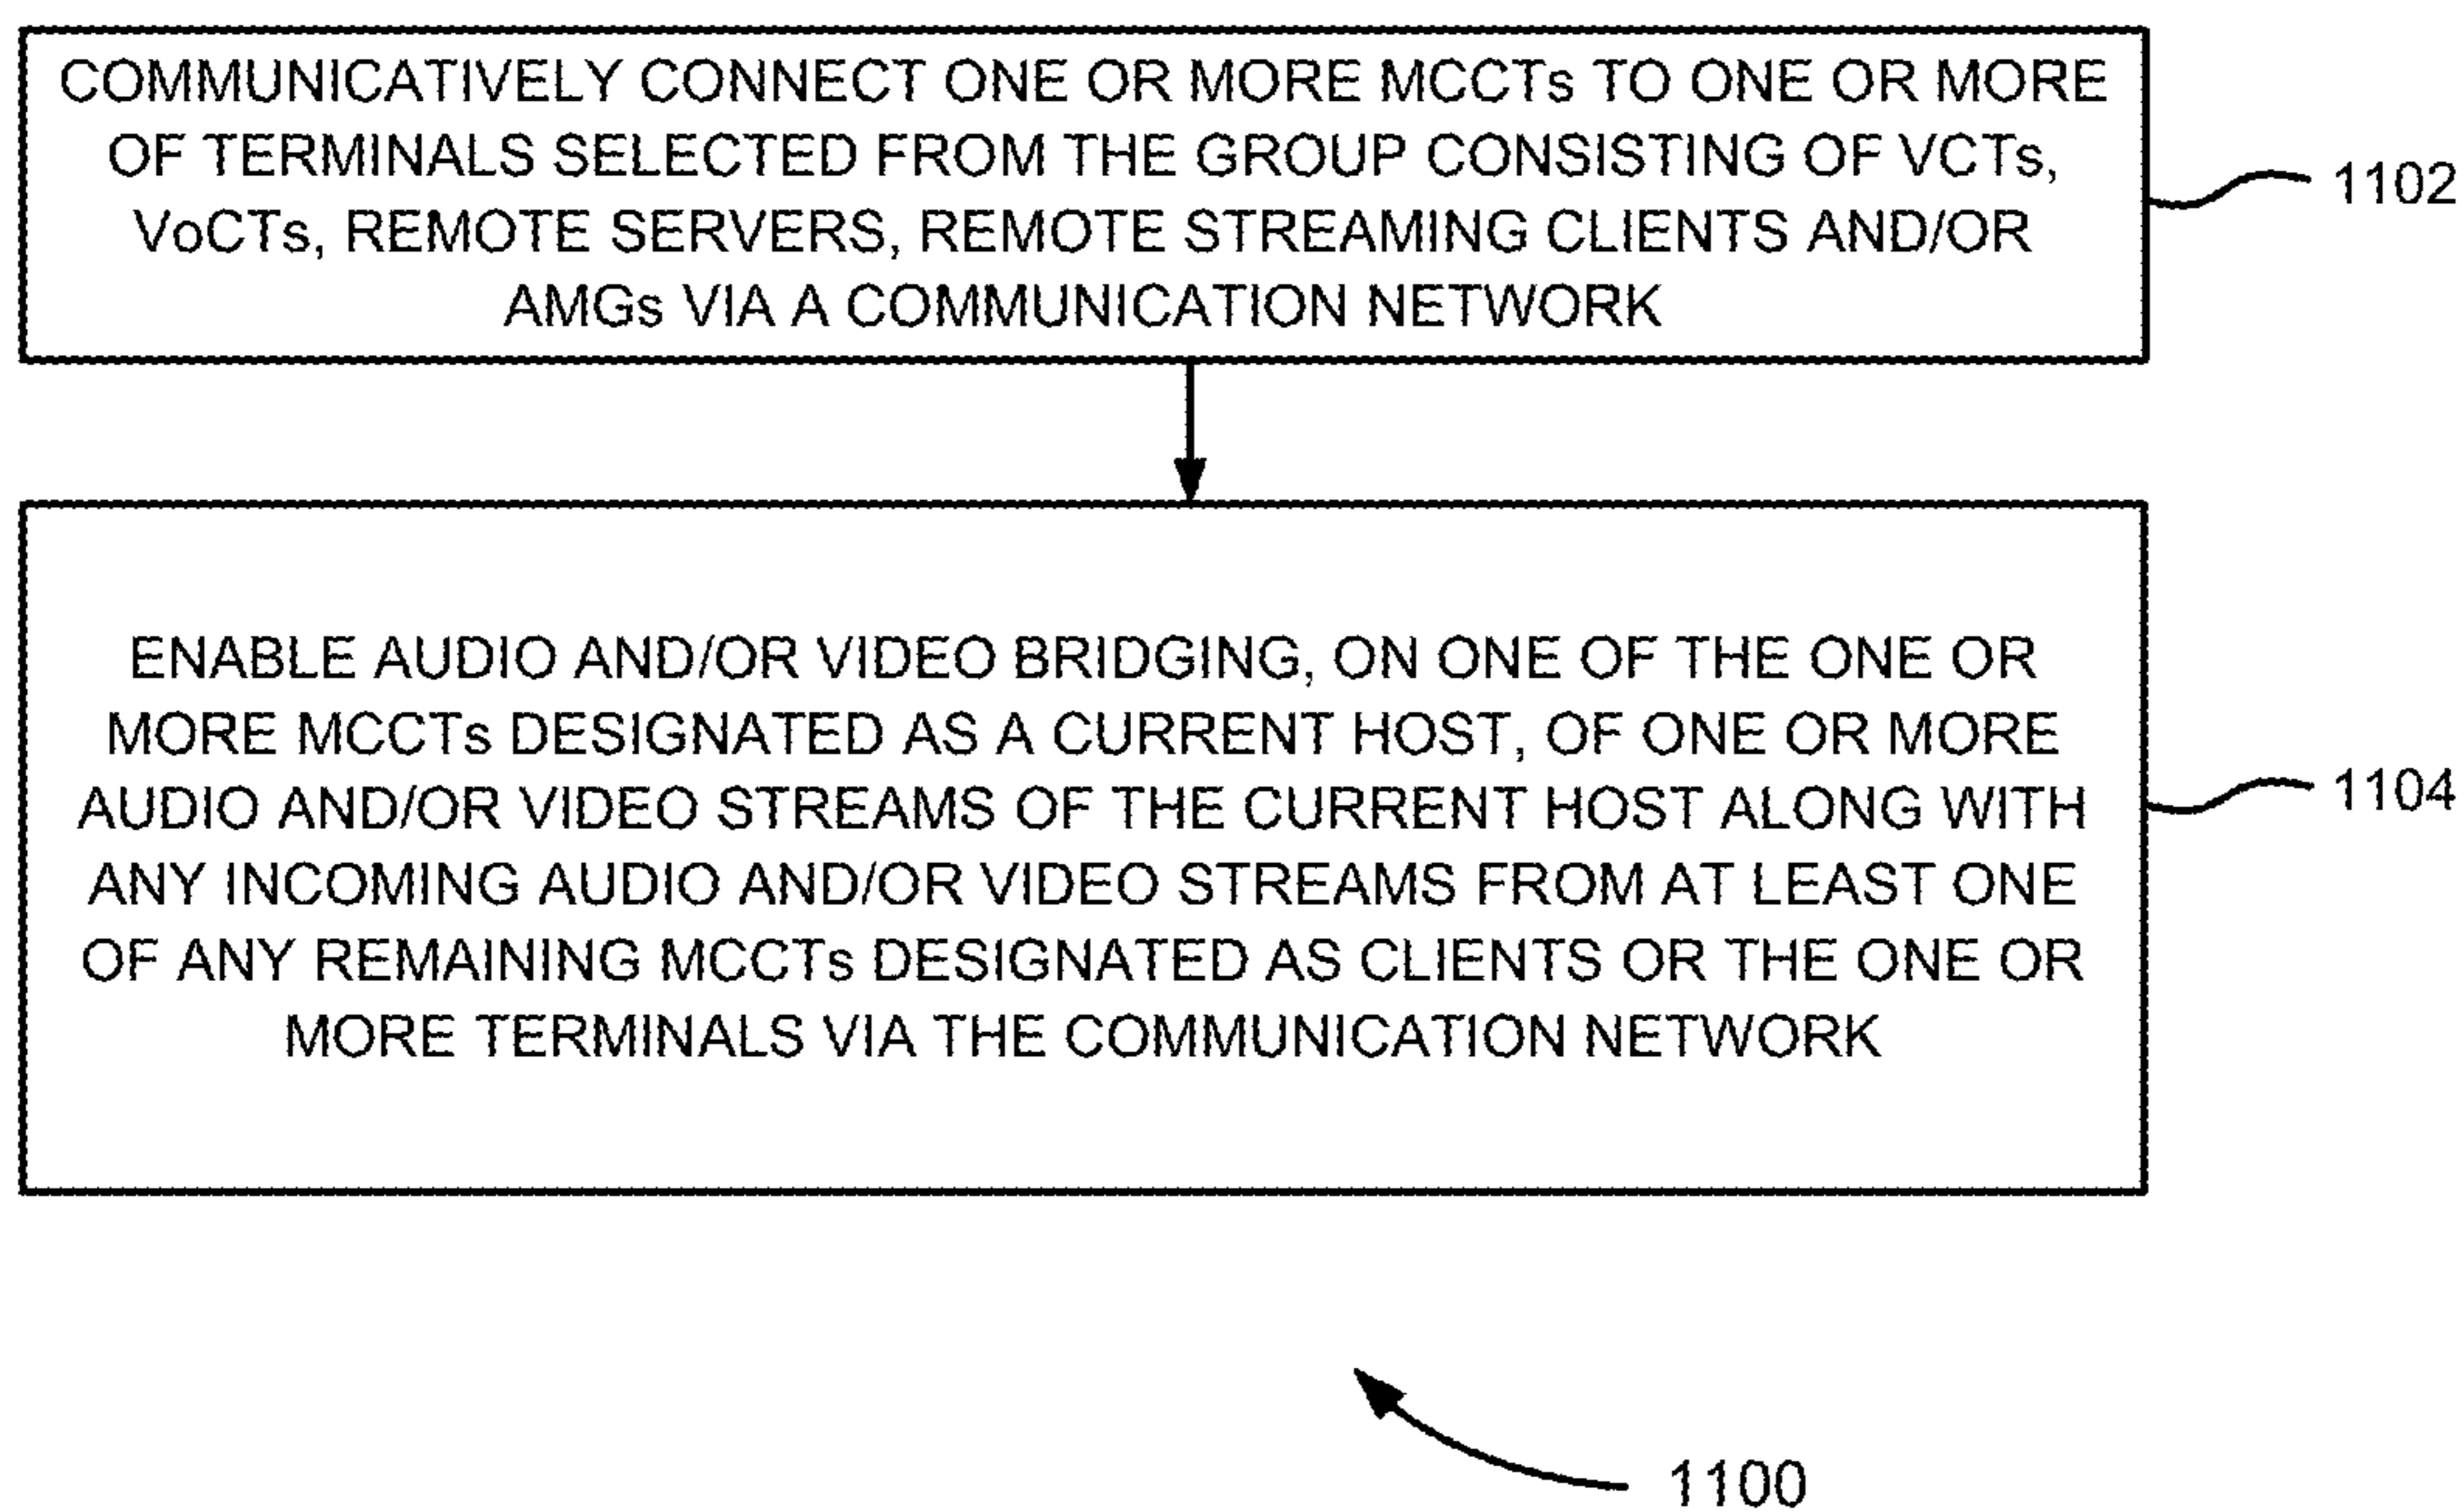 COMMUNICATIVELY CONNECT ONE OR MORE MCCTs TO ONE OR MORE
OF TERMINALS SELECTED FROM THE GROUP CONSISTING OF VCTs,
VoCTs, REMOTE SERVERS, REMOTE STREAMING CLIENTS AND/OR
AMGs VIA A COMMUNICATION NETWORK
1102
ENABLE AUDIO AND/OR VIDEO BRIDGING, ON ONE OF THE ONE OR
MORE MCCTs DESIGNATED AS A CURRENT HOST, OF ONE OR MORE
AUDIO AND/OR VIDEO STREAMS OF THE CURRENT HOST ALONG WITH
ANY INCOMING AUDIO AND/OR VIDEO STREAMS FROM AT LEAST ONE
OF ANY REMAINING MCCTs DESIGNATED AS CLIENTS OR THE ONE OR
MORE TERMINALS VIA THE COMMUNICATION NETWORK
1104
1100